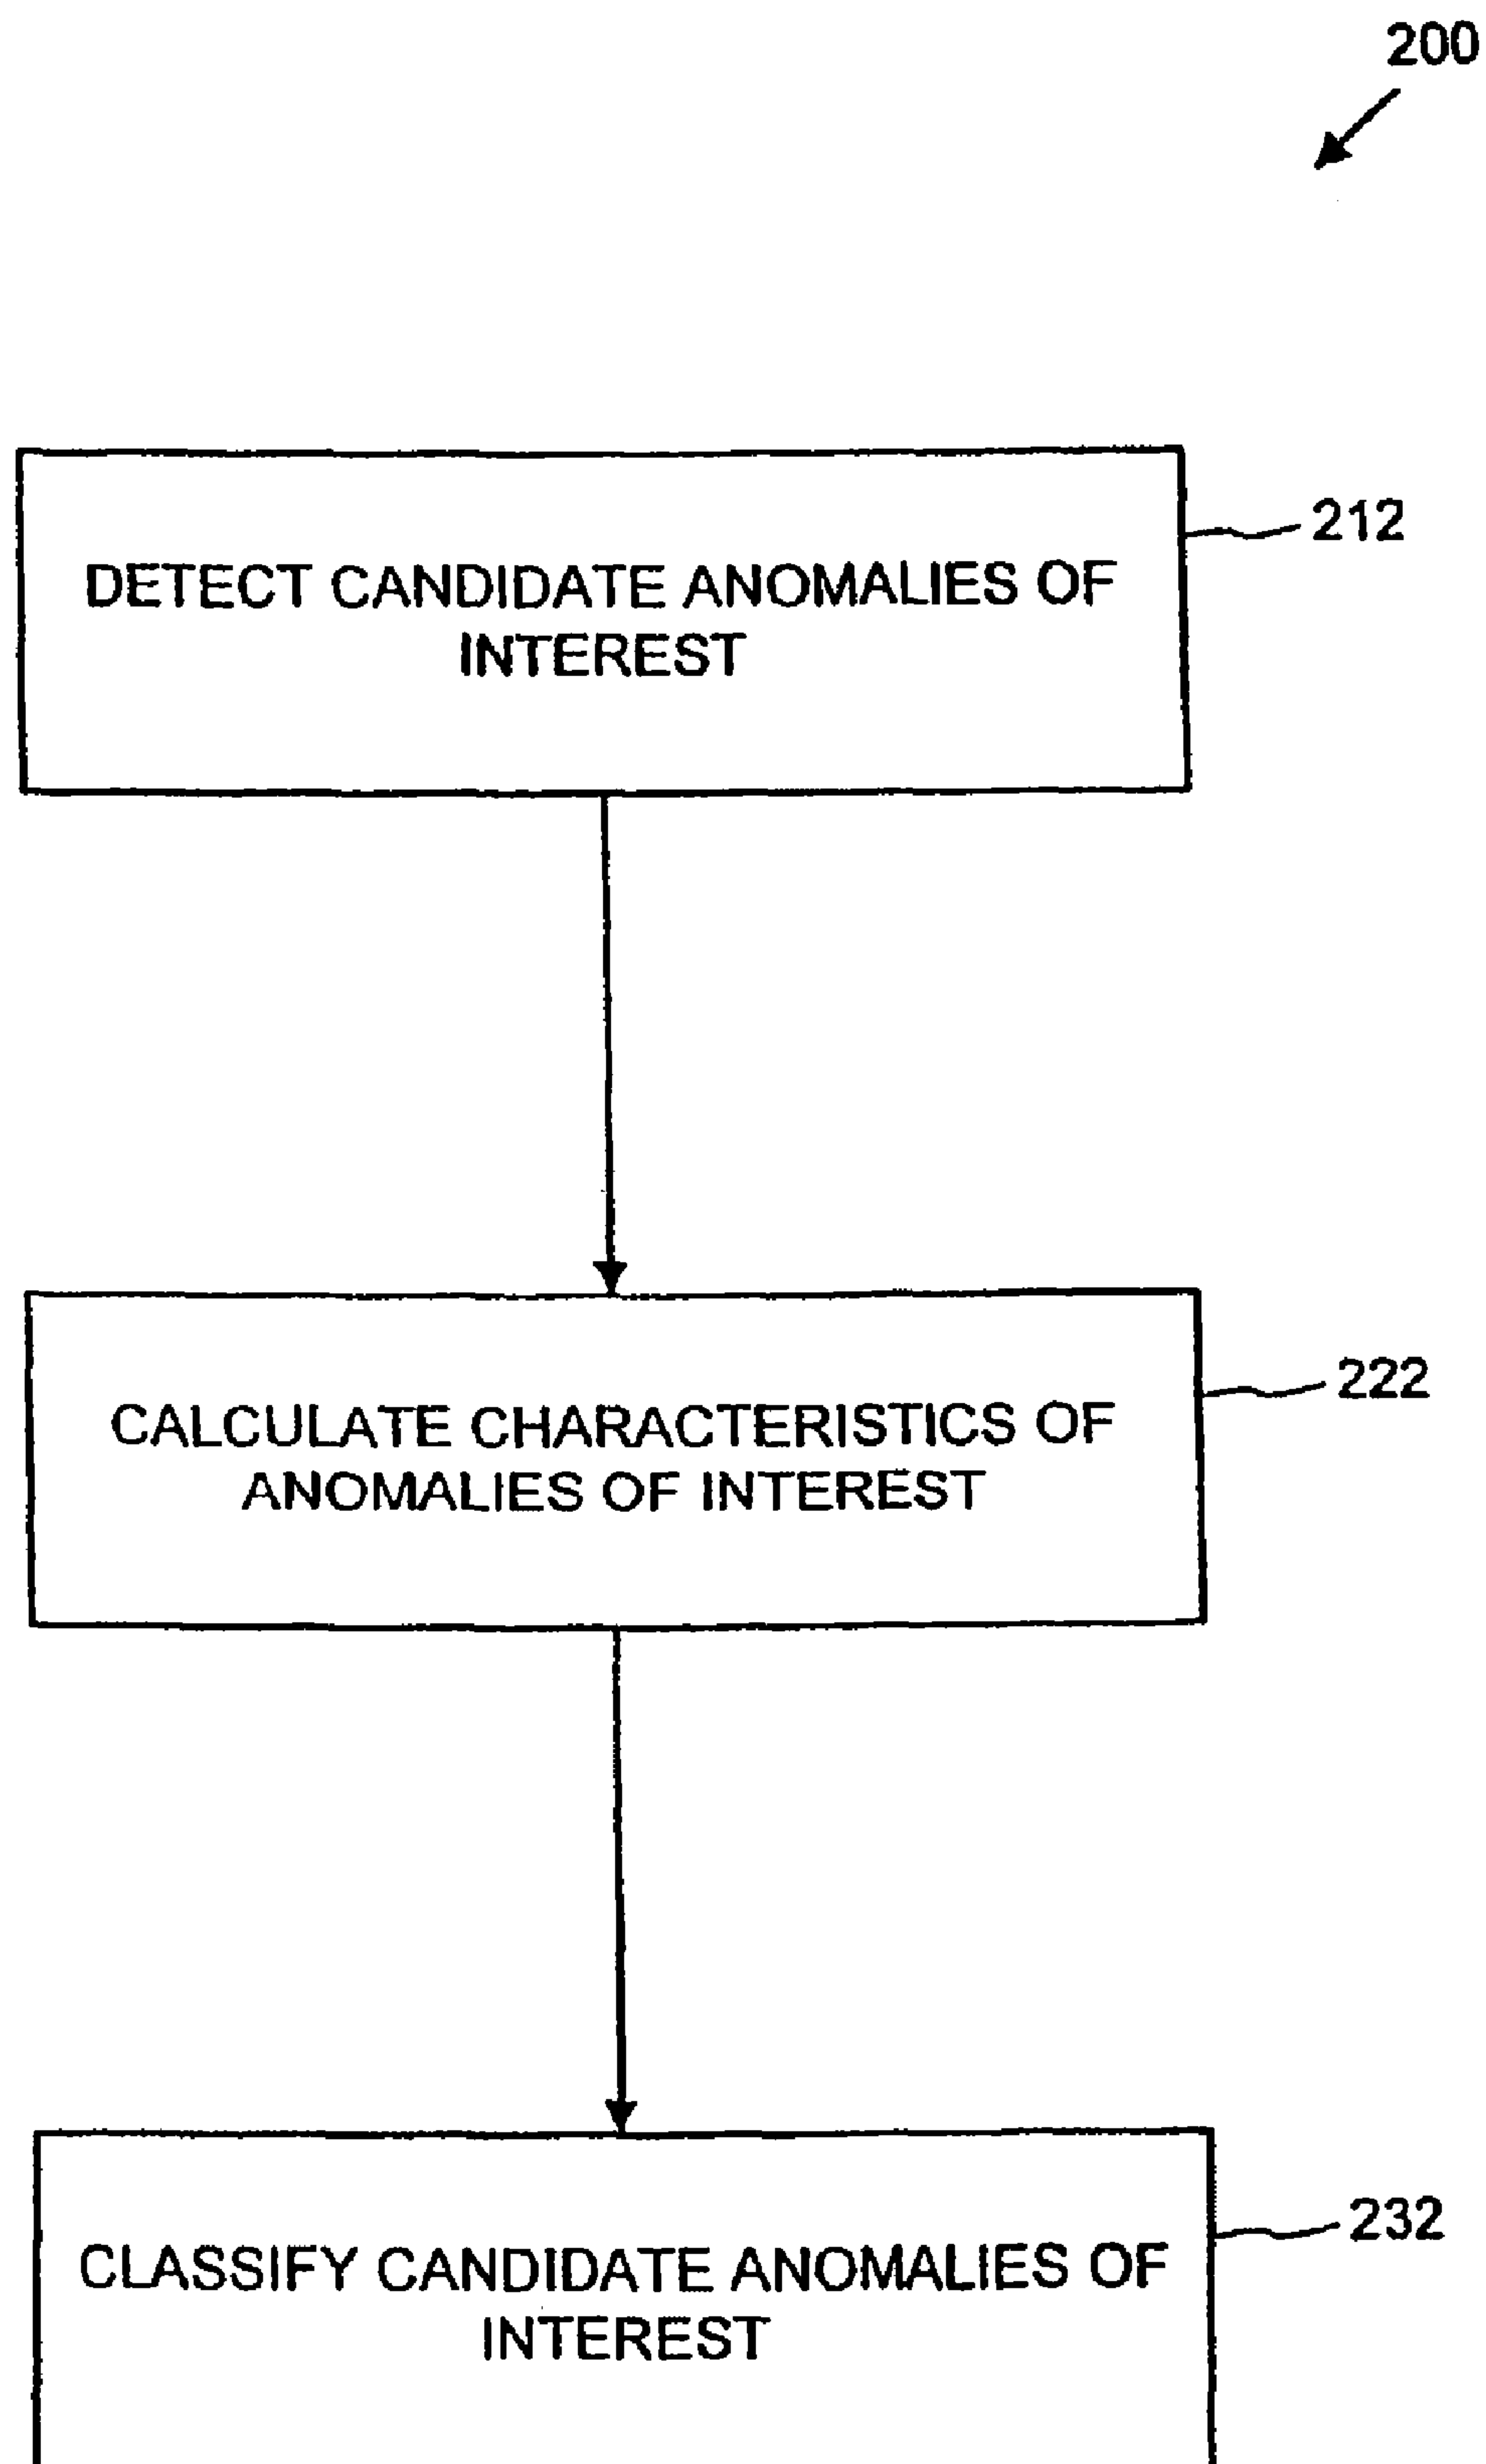 200
DETECT CANDIDATE ANOMALIES OF
INTEREST
212
CALCULATE CHARACTERISTICS OF
ANOMALIES OF INTEREST
222
CLASSIFY CANDIDATE ANOMALIES OF
INTEREST
232